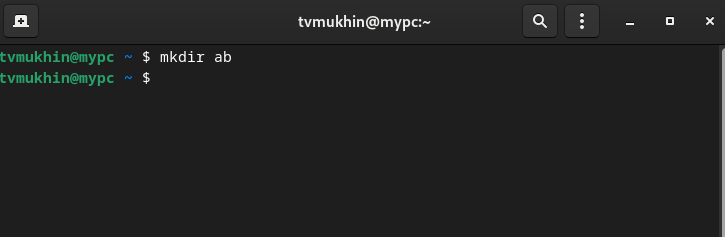 tvmukhin@mypc:~
tvmukhin@mypc ~ $ mkdir ab
tvmukhin@mypc ~ $